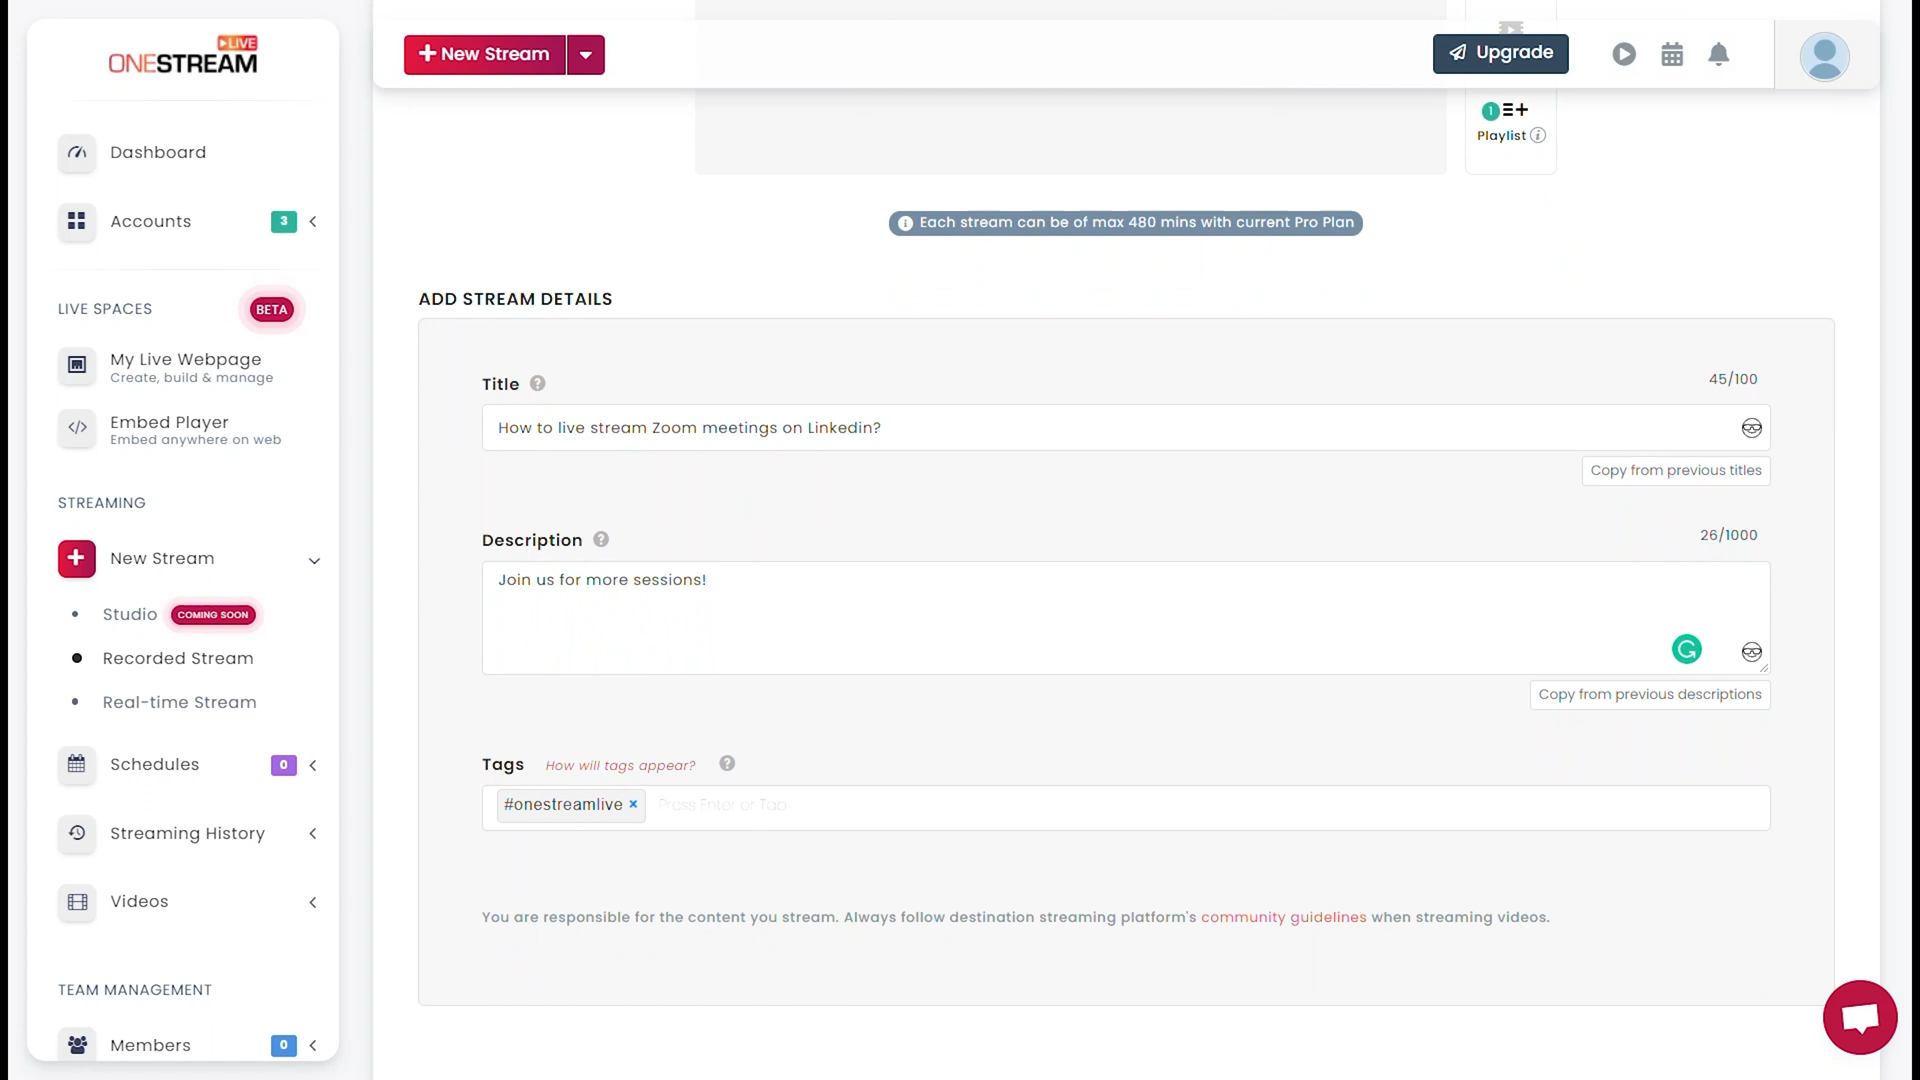 LIVE
ONESTREAM
New Stream
Upgrade
Dashboard
Accounts
3
LIVE SPACES
BETA
My Live Webpage
Create, build & manage
Embed Player
Embed anywhere on web
STREAMING
New Stream
Studio
COMING SOON
Recorded Stream
Real-time Stream
Schedules
0
Streaming History
Videos
TEAM MANAGEMENT
Members
0
1
Playlist
Each stream can be of max 480 mins with current Pro Plan
ADD STREAM DETAILS
Title
45/100
How to live stream Zoom meetings on Linkedin?
Copy from previous titles
Description
26/1000
Join us for more sessions!
Copy from previous descriptions
Tags
How will tags appear?
#onestreamlive ×
Press Enter or Tab
You are responsible for the content you stream. Always follow destination streaming platform's community guidelines when streaming videos.